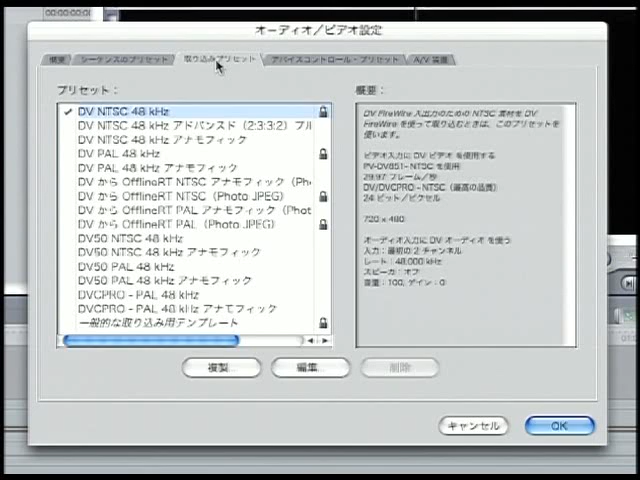 00:00:00:00
オーディオ／ビデオ設定
概要
シーケンスのプリセット
取り込みプリセット
デバイスコントロール・プリセット
A/V 装置
プリセット：
✓ DV NTSC 48 kHz
DV NTSC 48 kHz アドバンスド（2:3:3:2）プル
DV NTSC 48 kHz アナモフィック
DV PAL 48 kHz
DV PAL 48 kHz アナモフィック
DV から OfflineRT NTSC アナモフィック（Pho
DV から OfflineRT NTSC（Photo JPEG）
DV から OfflineRT PAL アナモフィック（Phot
DV から OfflineRT PAL（Photo JPEG）
DV50 NTSC 48 kHz
DV50 NTSC 48 kHz アナモフィック
DV50 PAL 48 kHz
DV50 PAL 48 kHz アナモフィック
DVCPRO - PAL 48 kHz
DVCPRO - PAL 48 kHz アナモフィック
一般的な取り込み用テンプレート
複製...
編集...
削除
概要：
DV FireWire 入出力のための NTSC 素材を DV
FireWire を使って取り込むときは、このプリセットを
使います。
ビデオ入力に DV ビデオ を使用する
PV-DV851- NTSC を使用
29.97 フレーム／秒
DV/DVCPRO - NTSC（最高の品質）
24 ビット／ピクセル
720 x 480
オーディオ入力に DV オーディオ を使う
入力：最初の 2 チャンネル
レート：48.000 kHz
スピーカ：オフ
音量：100, ゲイン：0
キャンセル
OK